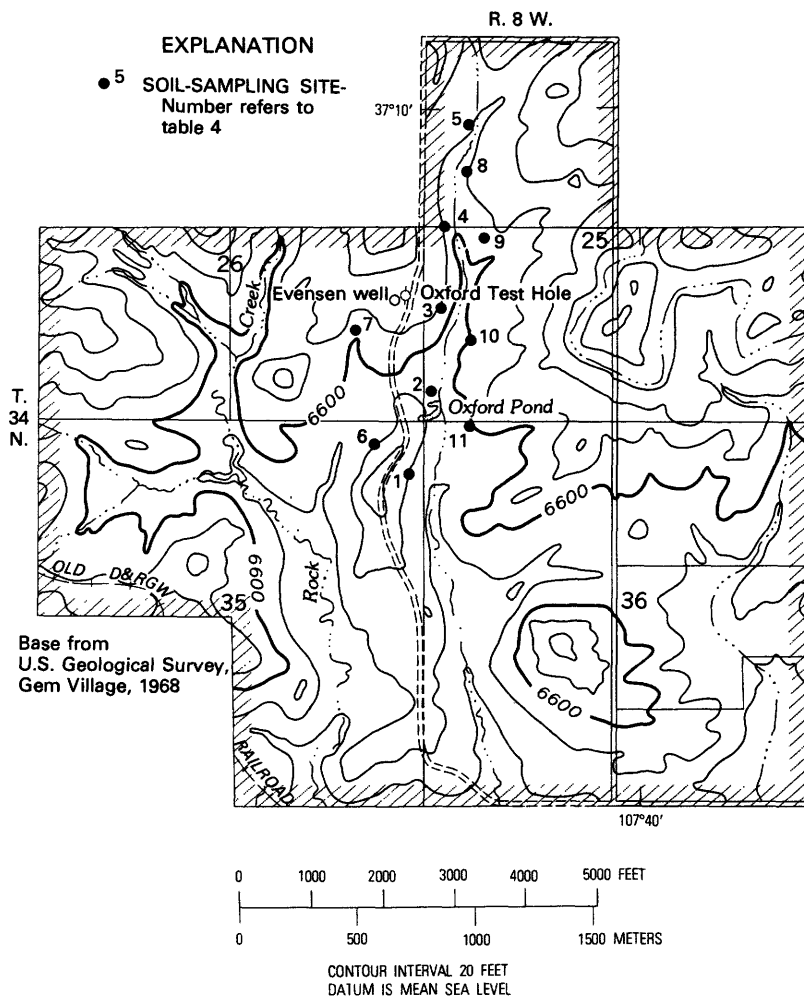 R. 8 W.
EXPLANATION
5 SOIL-SAMPLING SITE-
Number refers to
table 4
37°10'
5
8
4
9
25
26
Creek
Evensen well
Oxford Test Hole
3
7
10
2
T.
34
N.
6600
Oxford Pond
6
11
1
6600
OLD D&RGW
6600
35
Rock
36
Base from
U.S. Geological Survey,
Gem Village, 1968
6600
RAILROAD
107°40'
0 1000 2000 3000 4000 5000 FEET
0 500 1000 1500 METERS
CONTOUR INTERVAL 20 FEET
DATUM IS MEAN SEA LEVEL